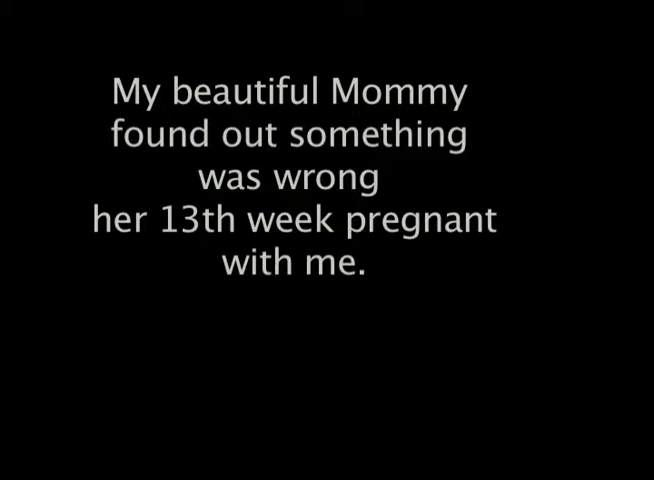 My beautiful Mommy
found out something
was wrong
her 13th week pregnant
with me.